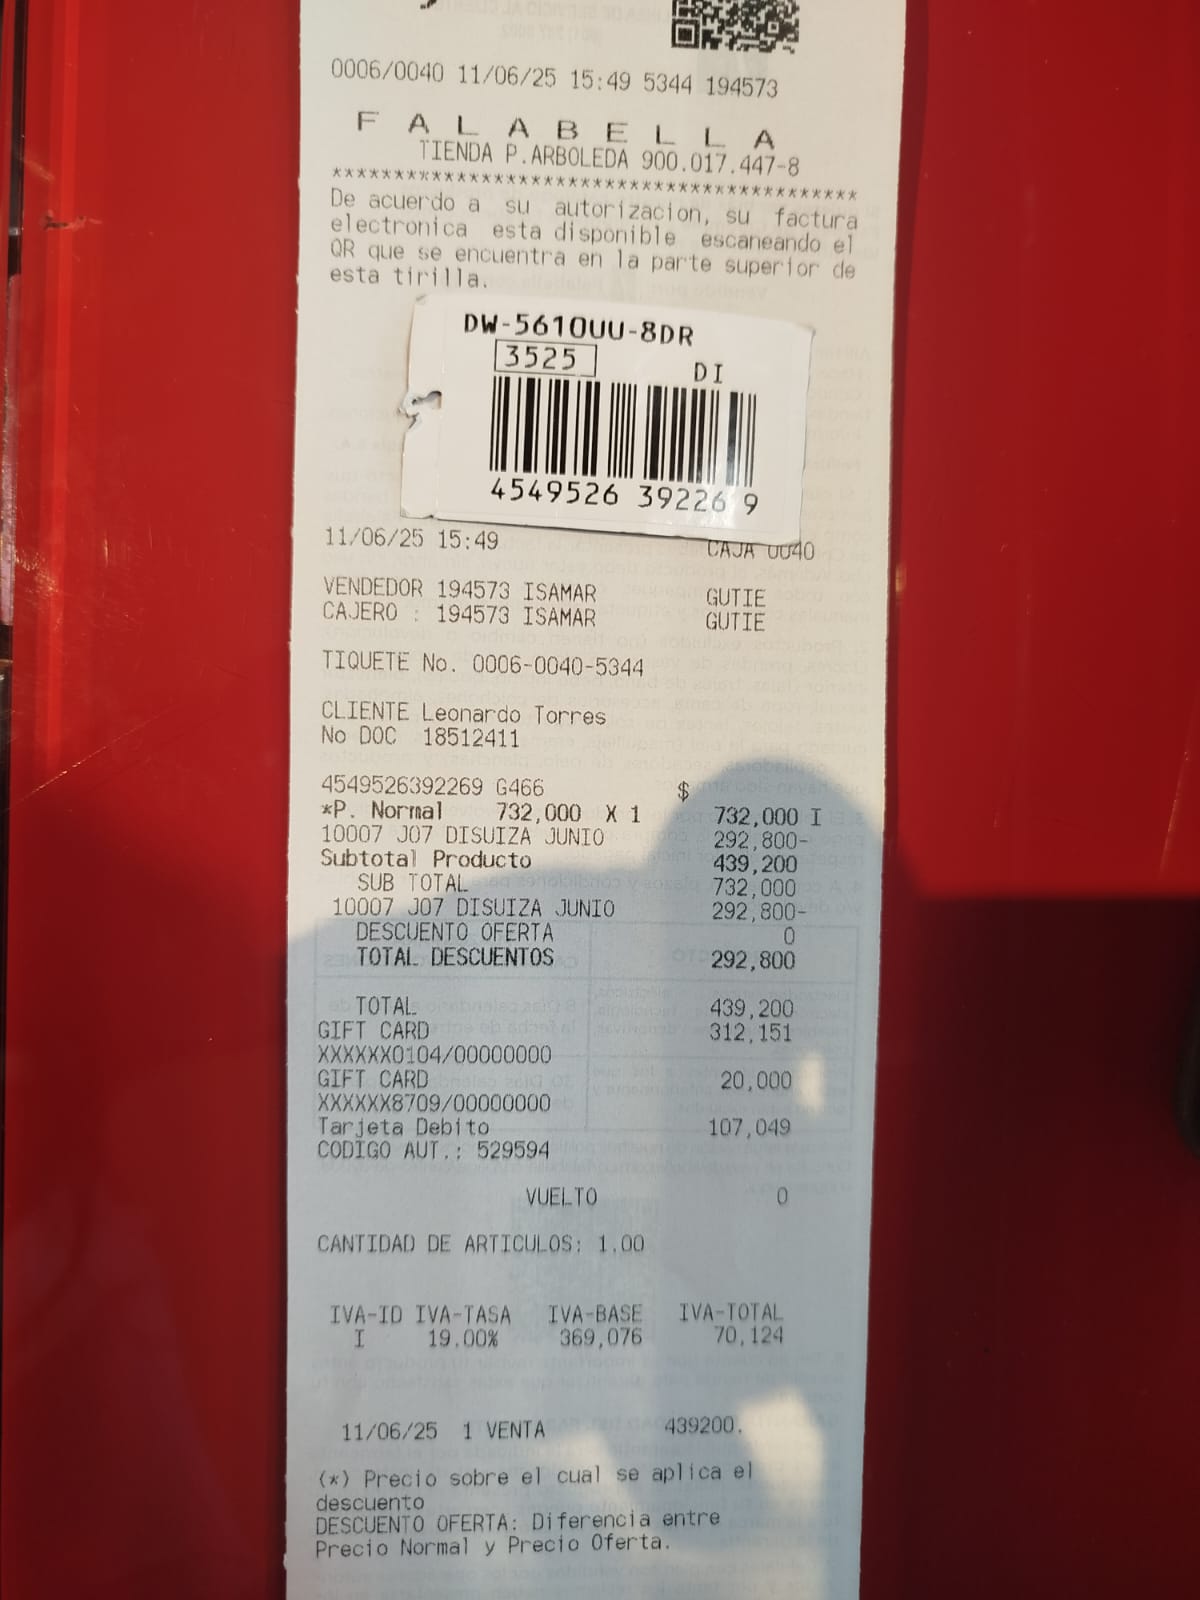 0006/0040 11/06/25 15:49 5344 194573
F A L A B E L L A
TIENDA P.ARBOLEDA 900.017.447-8
******************************************
De acuerdo a su autorizacion, su factura
electronica esta disponible escaneando el
QR que se encuentra en la parte superior de
esta tirilla.
DW-5610UU-8DR
3525 DI
4549526 392269
11/06/25 15:49 CAJA 0040
VENDEDOR 194573 ISAMAR GUTIE
CAJERO : 194573 ISAMAR GUTIE
TIQUETE No. 0006-0040-5344
CLIENTE Leonardo Torres
No DOC 18512411
4549526392269 G466 $
*P. Normal 732,000 X 1 732,000 I
10007 J07 DISUIZA JUNIO 292,800-
Subtotal Producto 439,200
SUB TOTAL 732,000
10007 J07 DISUIZA JUNIO 292,800-
DESCUENTO OFERTA 0
TOTAL DESCUENTOS 292,800
TOTAL 439,200
GIFT CARD 312,151
XXXXXX0104/00000000
GIFT CARD 20,000
XXXXXX8709/00000000
Tarjeta Debito 107,049
CODIGO AUT.: 529594
VUELTO 0
CANTIDAD DE ARTICULOS: 1.00
IVA-ID IVA-TASA IVA-BASE IVA-TOTAL
I 19.00% 369,076 70,124
11/06/25 1 VENTA 439200.
(*) Precio sobre el cual se aplica el
descuento
DESCUENTO OFERTA: Diferencia entre
Precio Normal y Precio Oferta.